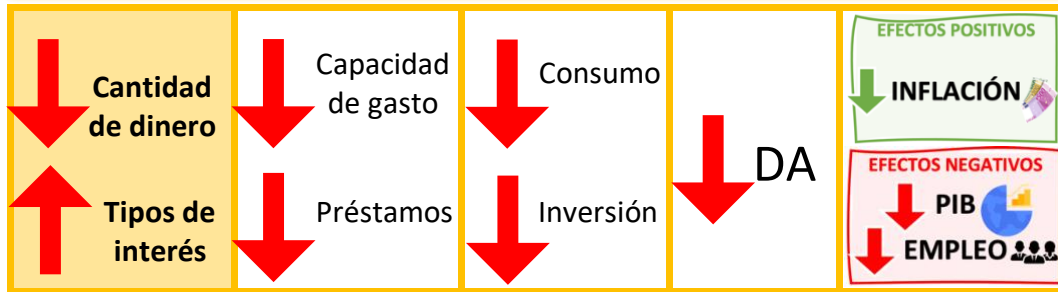 Cantidad
de dinero
Tipos de
interés
Capacidad
de gasto
Préstamos
Consumo
Inversión
DA
EFECTOS POSITIVOS
INFLACIÓN
EFECTOS NEGATIVOS
PIB
EMPLEO